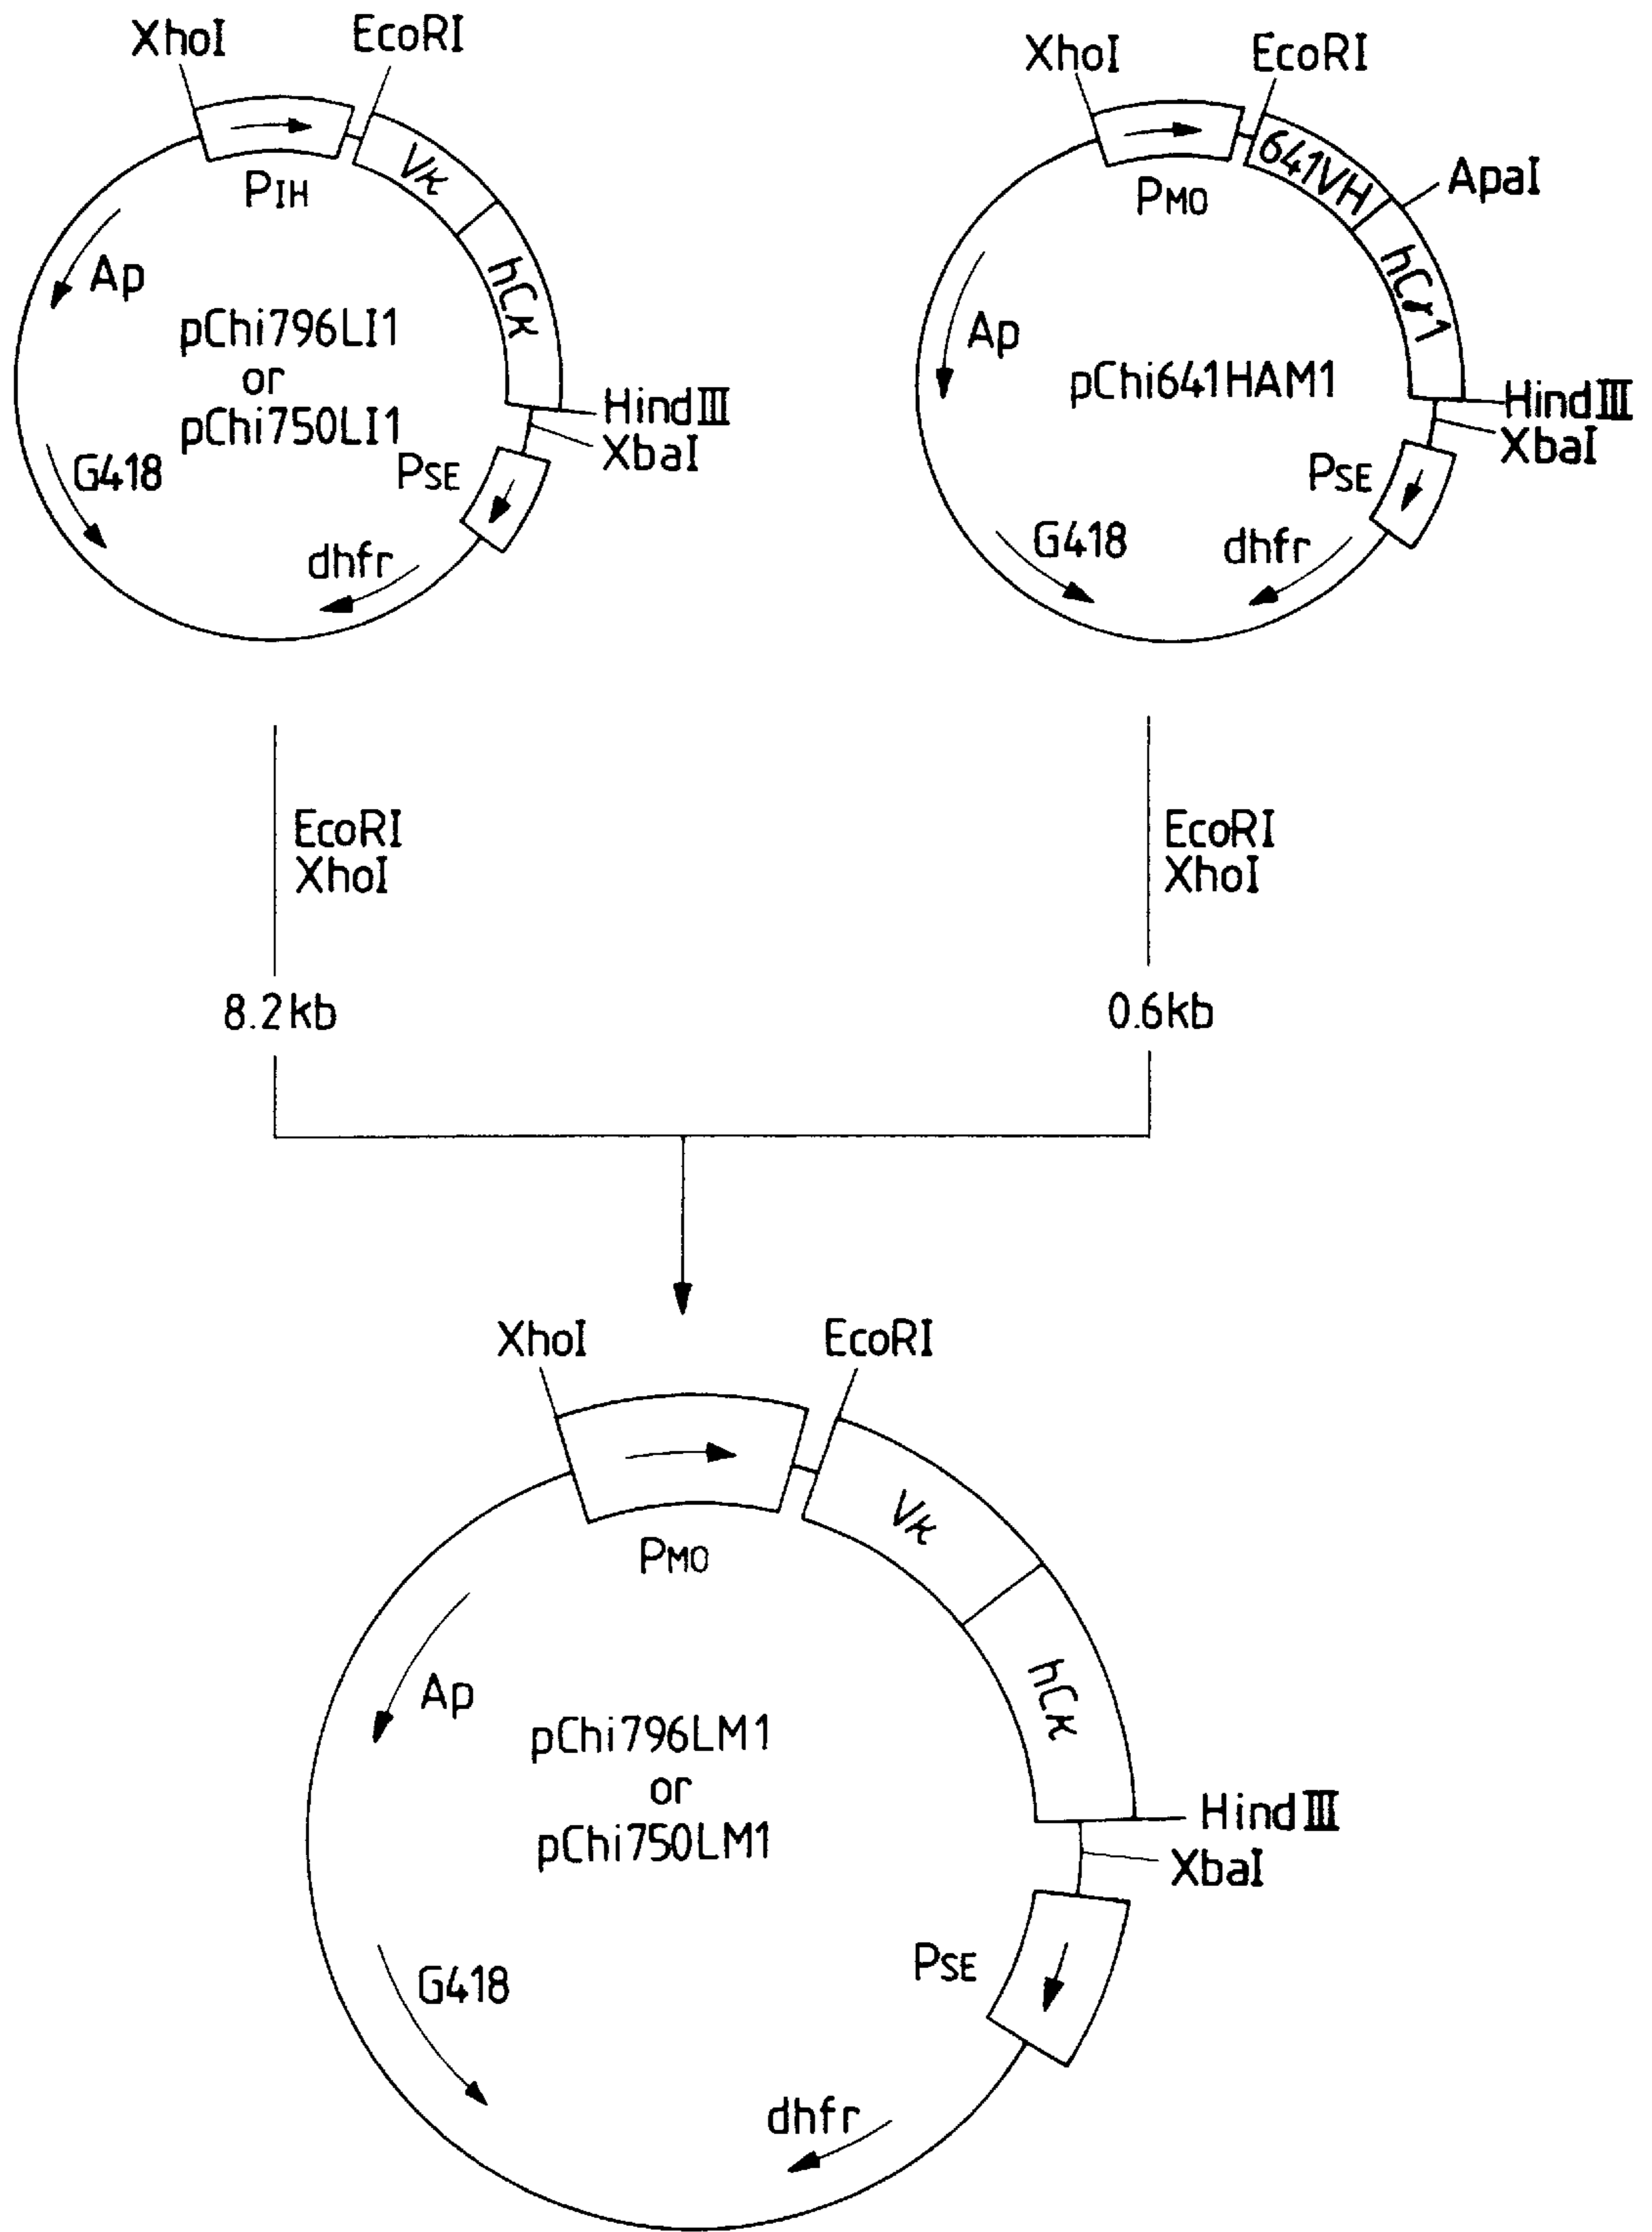 XhoI
EcoRI
PIH
Vκ
hCκ
Ap
pChi796LI1
or
pChi750LI1
HindIII
XbaI
PSE
G418
dhfr
XhoI
EcoRI
PMO
641VH
ApaI
hCγ1
Ap
pChi641HAM1
HindIII
XbaI
PSE
G418
dhfr
EcoRI
XhoI
EcoRI
XhoI
8.2kb
0.6kb
XhoI
EcoRI
PMO
Vκ
hCκ
Ap
pChi796LM1
or
pChi750LM1
HindIII
XbaI
PSE
G418
dhfr